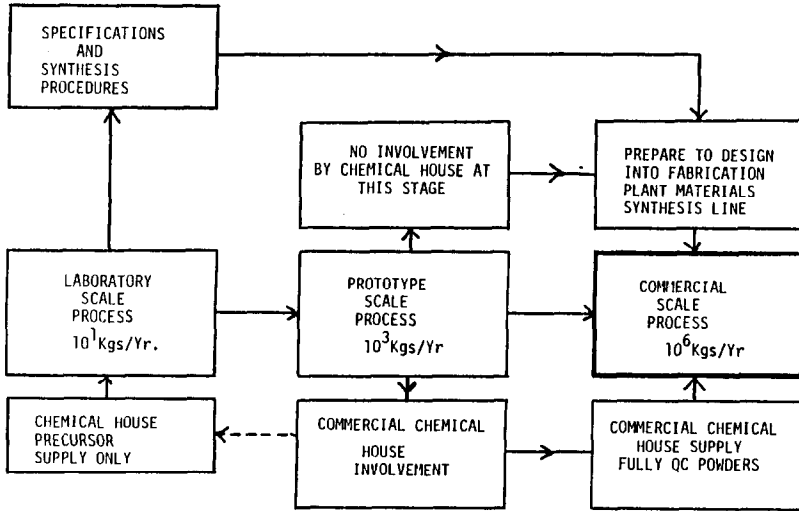 SPECIFICATIONS
AND
SYNTHESIS
PROCEDURES
NO INVOLVEMENT
BY CHEMICAL HOUSE AT
THIS STAGE
PREPARE TO DESIGN
INTO FABRICATION
PLANT MATERIALS
SYNTHESIS LINE
LABORATORY
SCALE
PROCESS
10¹Kgs/Yr.
PROTOTYPE
SCALE
PROCESS
10³Kgs/Yr
COMMERCIAL
SCALE
PROCESS
10⁶Kgs/Yr
CHEMICAL HOUSE
PRECURSOR
SUPPLY ONLY
COMMERCIAL CHEMICAL
HOUSE
INVOLVEMENT
COMMERCIAL CHEMICAL
HOUSE SUPPLY
FULLY QC POWDERS